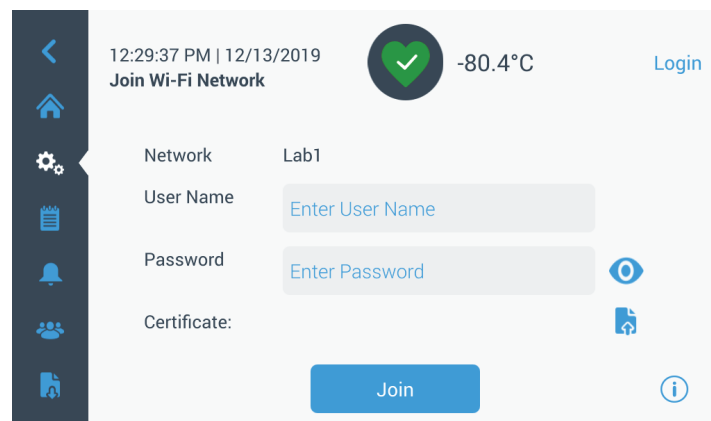 12:29:37 PM | 12/13/2019
Join Wi-Fi Network
-80.4°C
Login
Network Lab1
User Name Enter User Name
Password Enter Password
Certificate:
Join